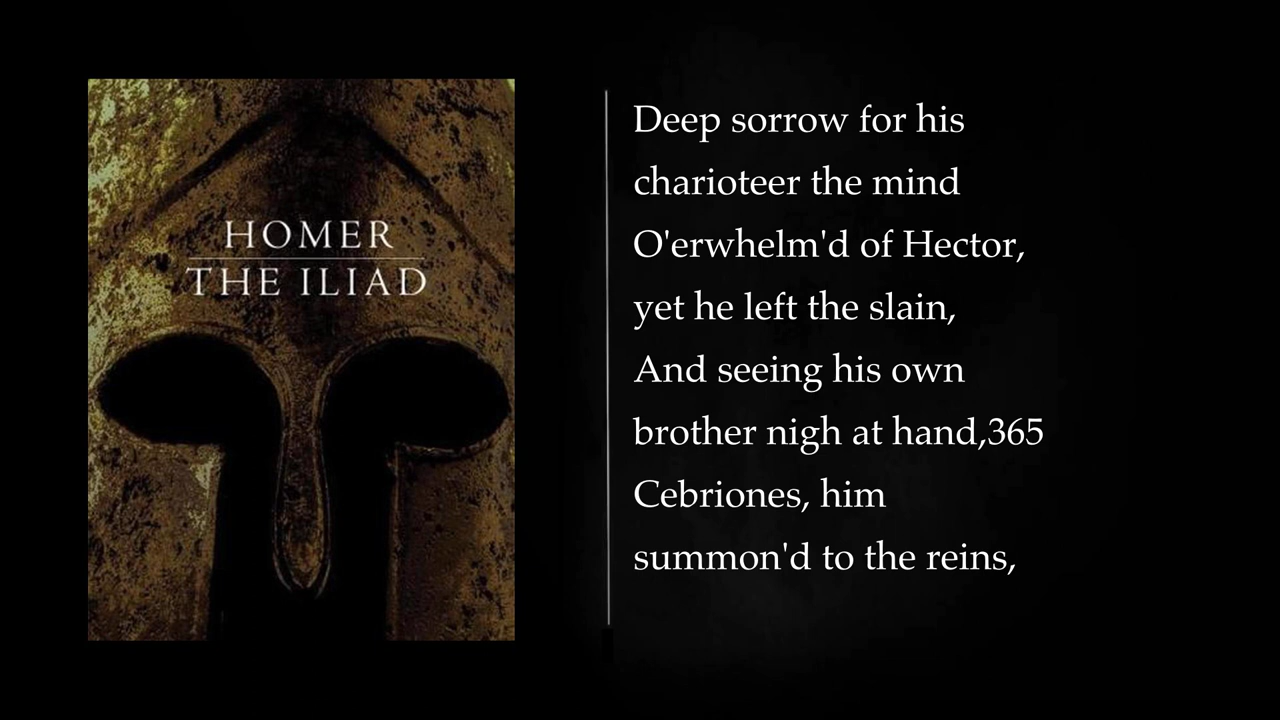 HOMER
THE ILIAD
Deep sorrow for his
charioteer the mind
O'erwhelm'd of Hector,
yet he left the slain,
And seeing his own
brother nigh at hand,365
Cebriones, him
summon'd to the reins,